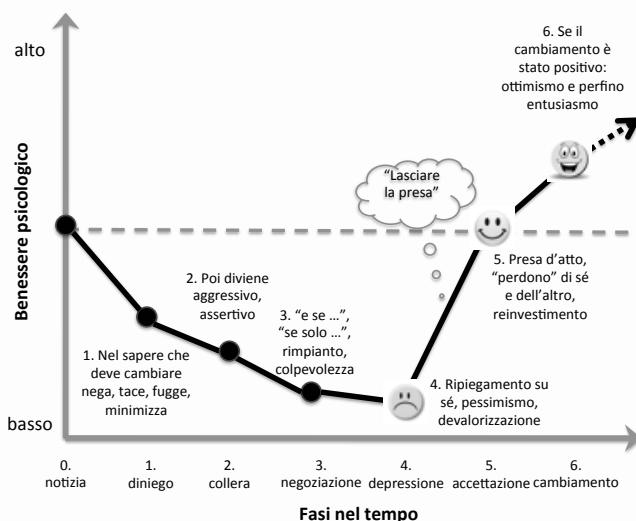 alto
6. Se il
cambiamento è
stato positivo:
ottimismo e perfino
entusiasmo
Benessere psicologico
“Lasciare
la presa”
5. Presa d’atto,
“perdono” di sé
e dell’altro,
reinvestimento
2. Poi diviene
aggressivo,
assertivo
3. “e se …”,
“se solo …”,
rimpianto,
colpevolezza
1. Nel sapere che
deve cambiare
nega, tace, fugge,
minimizza
4. Ripiegamento su
sé, pessimismo,
devalorizzazione
basso
0.
notizia
1.
diniego
2.
collera
3.
negoziazione
4.
depressione
5.
accettazione
6.
cambiamento
Fasi nel tempo